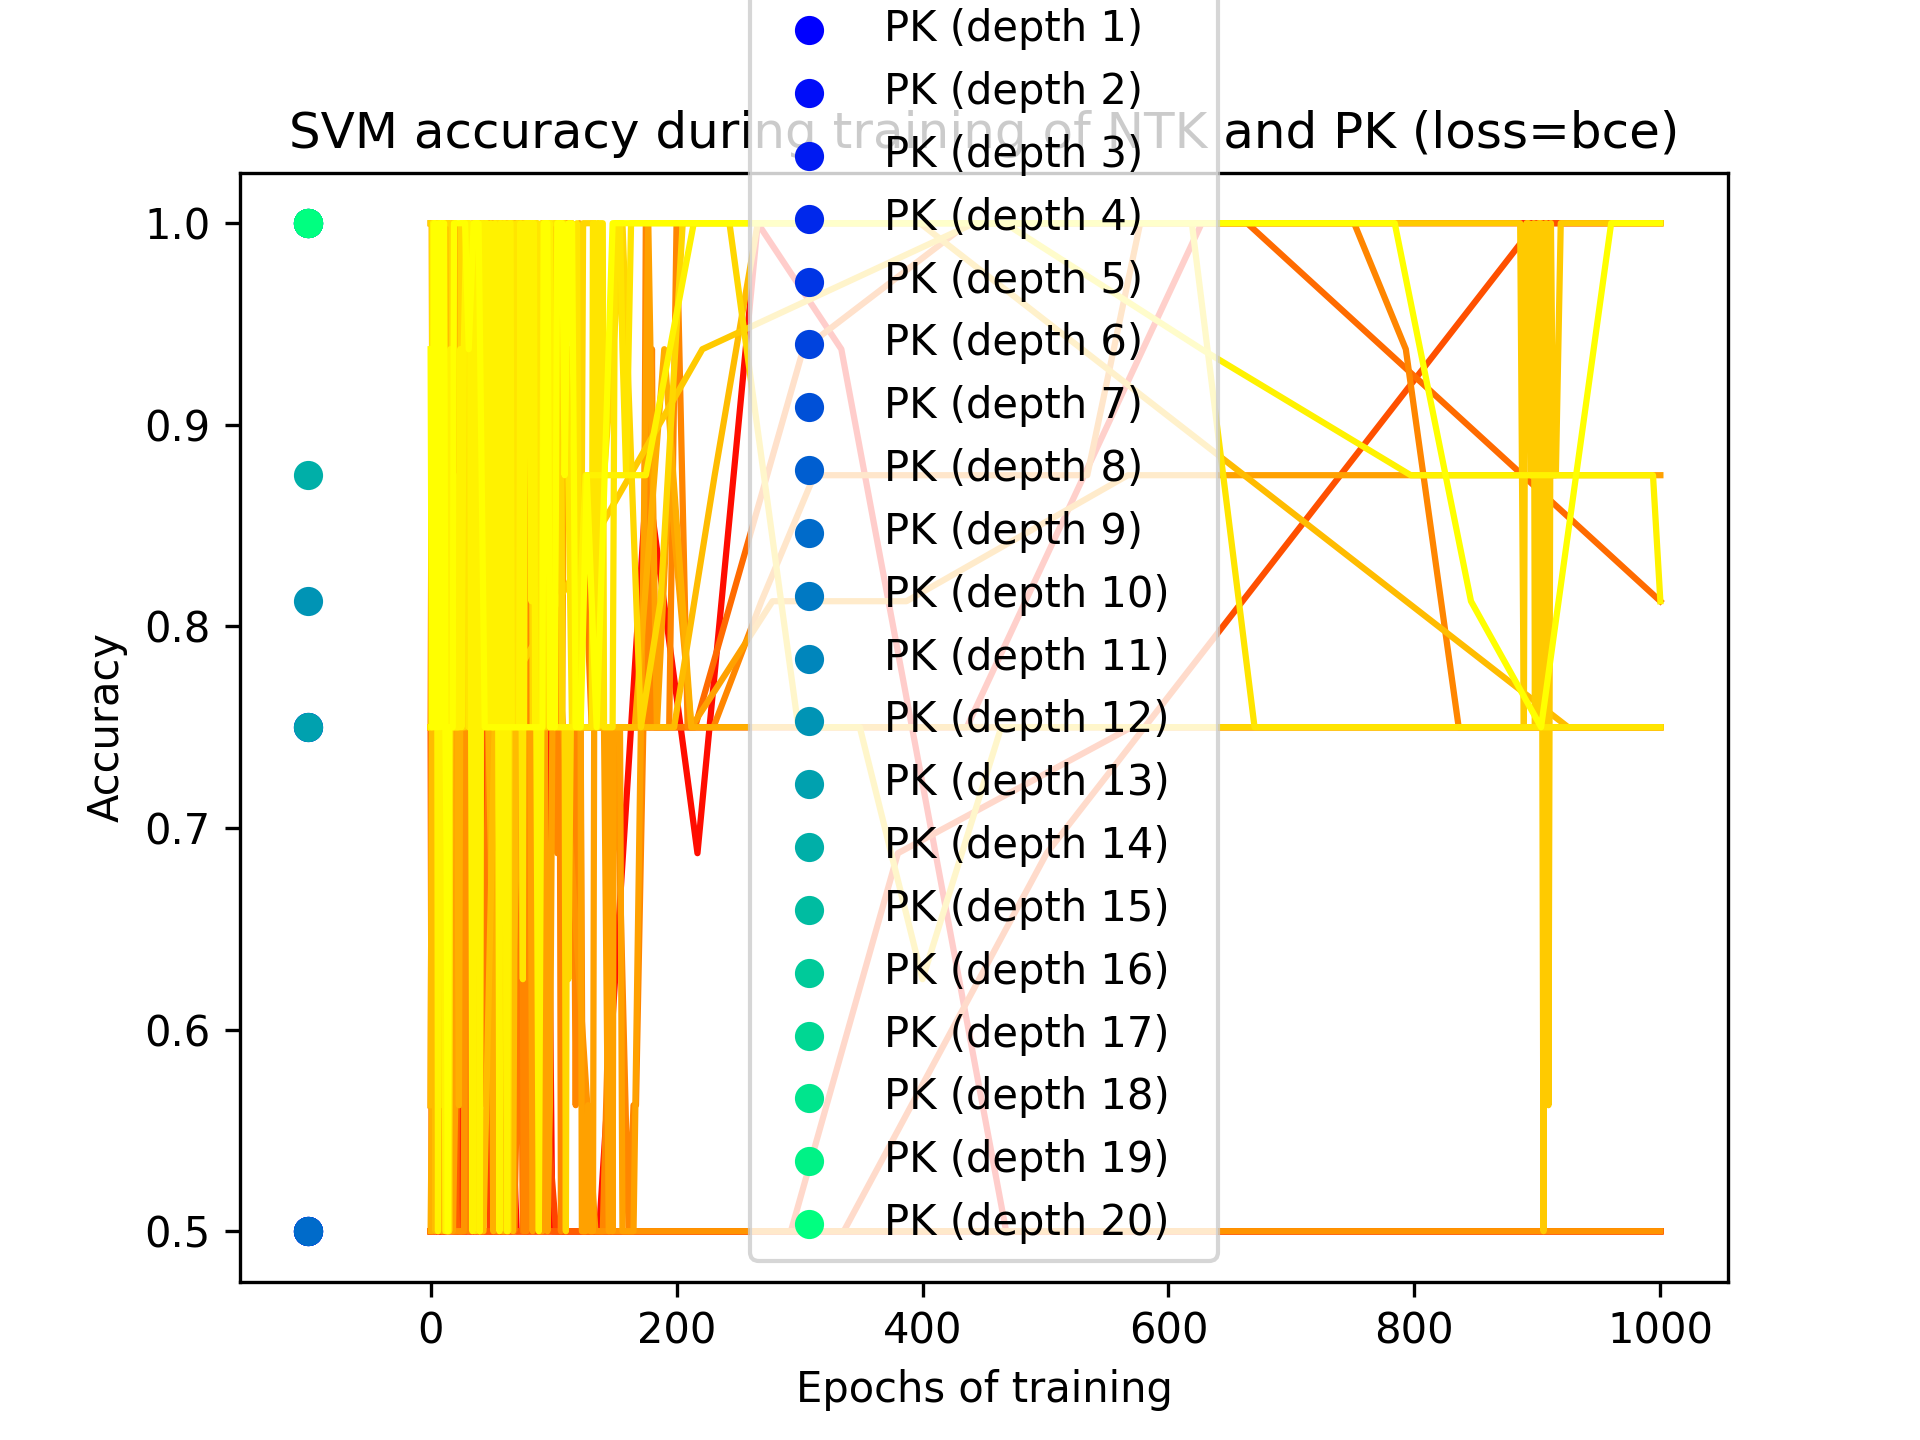 PK (depth 1)
PK (depth 2)
SVM accuracy during training of NTK and PK (loss=bce)
PK (depth 3)
PK (depth 4)
PK (depth 5)
PK (depth 6)
PK (depth 7)
PK (depth 8)
PK (depth 9)
PK (depth 10)
PK (depth 11)
PK (depth 12)
PK (depth 13)
PK (depth 14)
PK (depth 15)
PK (depth 16)
PK (depth 17)
PK (depth 18)
PK (depth 19)
PK (depth 20)
1.0
0.9
0.8
0.7
0.6
0.5
Accuracy
0 200 400 600 800 1000
Epochs of training